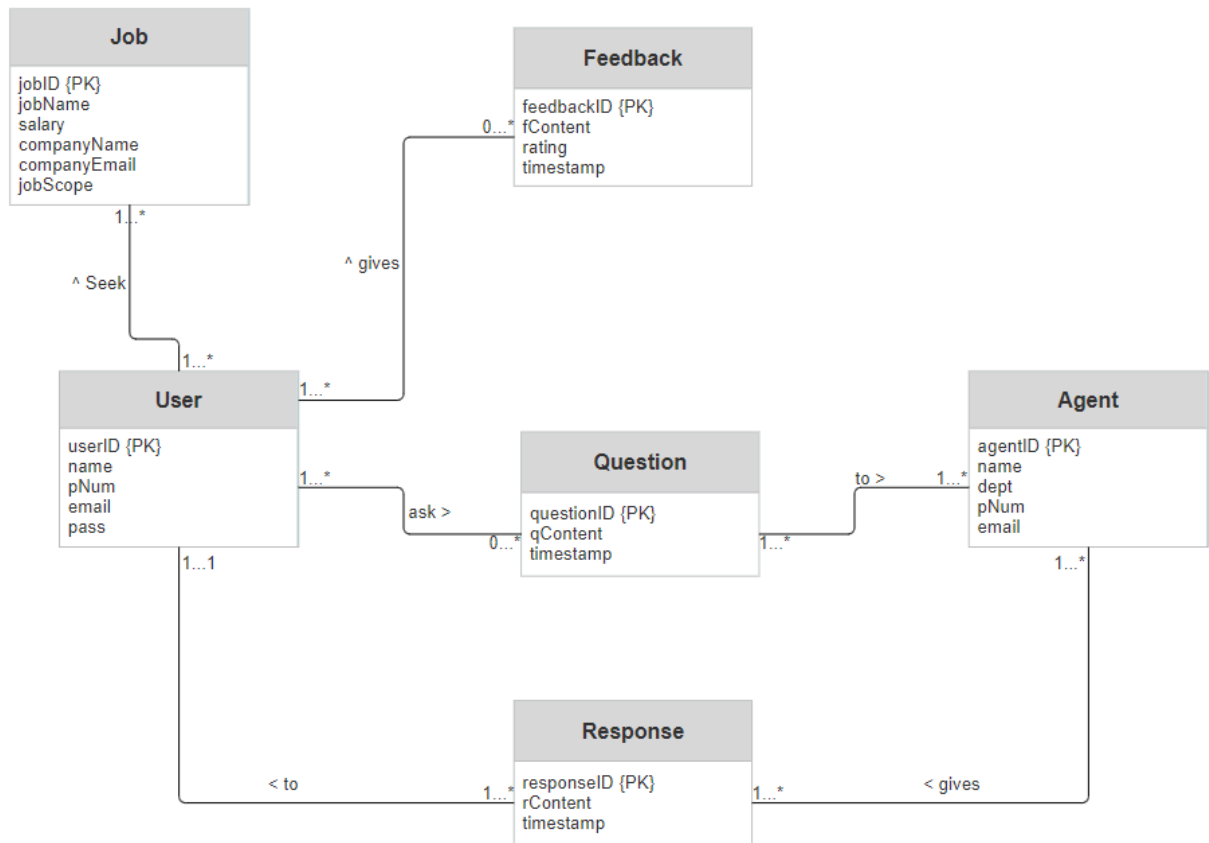 Job
jobID {PK}
jobName
salary
companyName
companyEmail
jobScope
1...*
^ Seek
1...*
Feedback
feedbackID {PK}
fContent
rating
timestamp
0...*
^ gives
1...*
User
userID {PK}
name
pNum
email
pass
1...*
ask >
0...*
Question
questionID {PK}
qContent
timestamp
1...*
to >
1...*
Agent
agentID {PK}
name
dept
pNum
email
1...1
< to
1...*
Response
responseID {PK}
rContent
timestamp
1...*
< gives
1...*